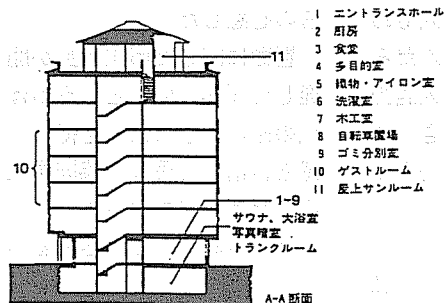 1 エントランスホール
2 厨房
3 食堂
4 多目的室
5 織物・アイロン室
6 洗濯室
7 木工室
8 自転車置場
9 ゴミ分別室
10 ゲストルーム
11 屋上サンルーム
11
10
1-9
サウナ、大浴室
写真暗室
トランクルーム
A-A 断面